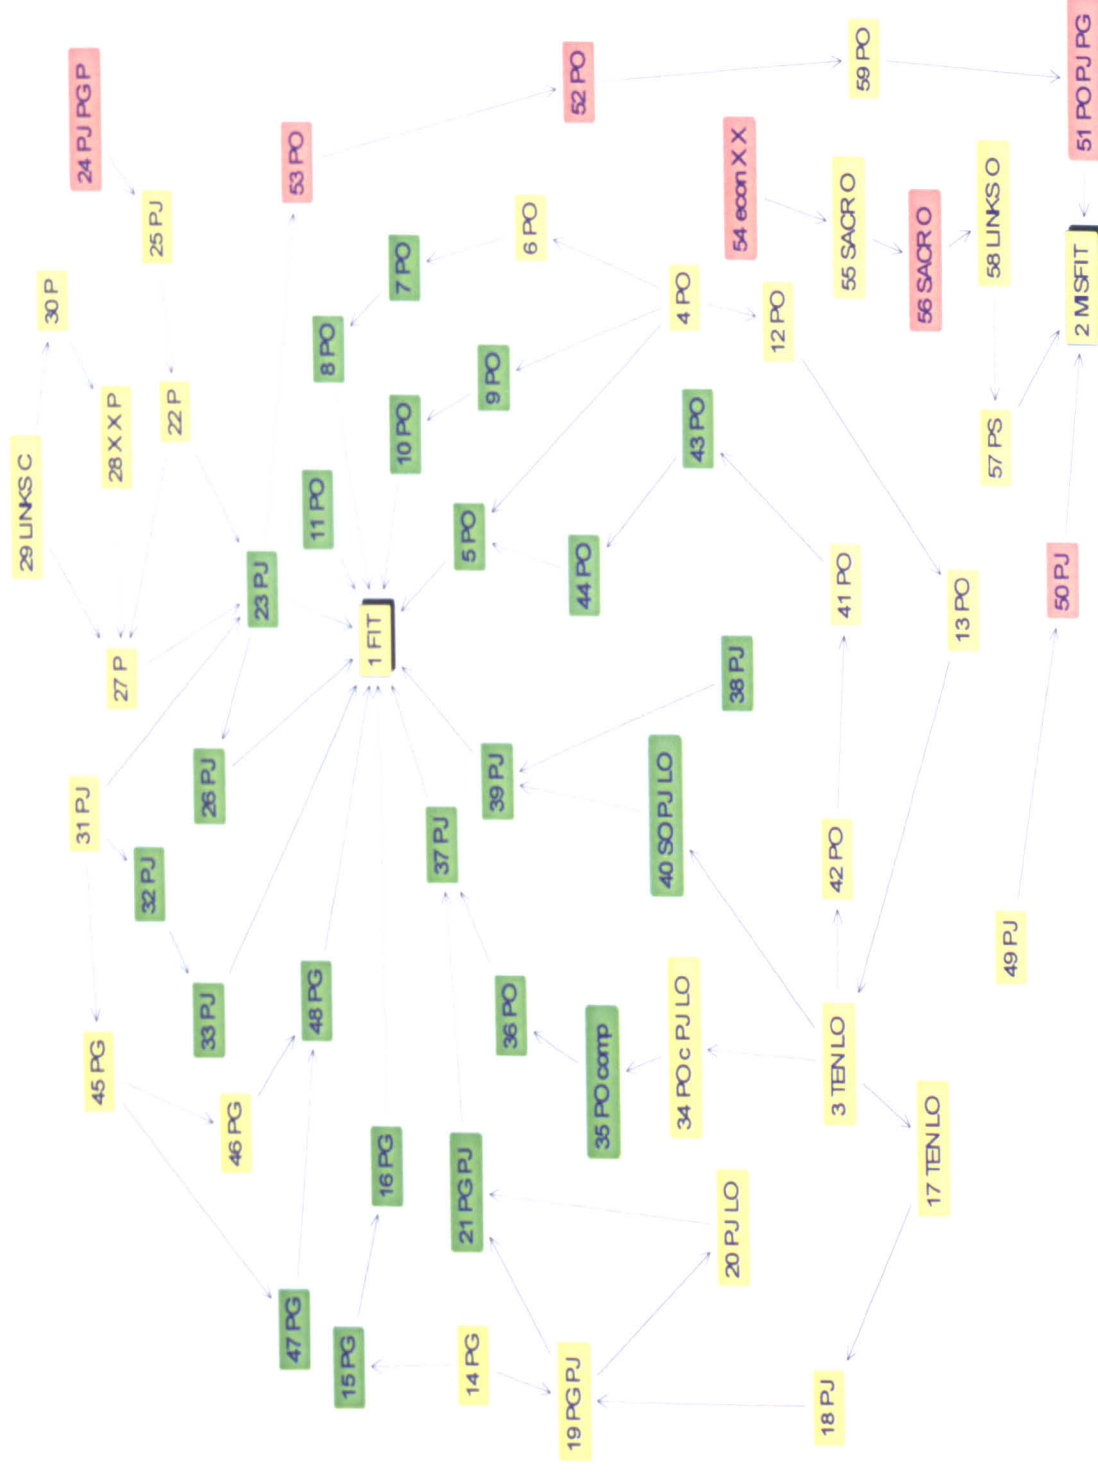 29 LINKS C
30 P
24 PJ PG P
28 X X P
25 PJ
27 P
22 P
31 PJ
45 PG
32 PJ
26 PJ
23 PJ
53 PO
33 PJ
46 PG
48 PG
11 PO
8 PO
7 PO
47 PG
15 PG
16 PG
1 FIT
10 PO
14 PG
21 PG PJ
37 PJ
39 PJ
5 PO
9 PO
6 PO
52 PO
36 PO
19 PG PJ
35 PO comp
44 PO
20 PJ LO
34 PO c PJ LO
40 SO PJ LO
38 PJ
43 PO
4 PO
54 econ X X
12 PO
18 PJ
3 TEN LO
42 PO
41 PO
55 SACR O
59 PO
17 TEN LO
13 PO
56 SACR O
49 PJ
57 PS
58 LINKS O
50 PJ
2 MISFIT
51 PO PJ PG